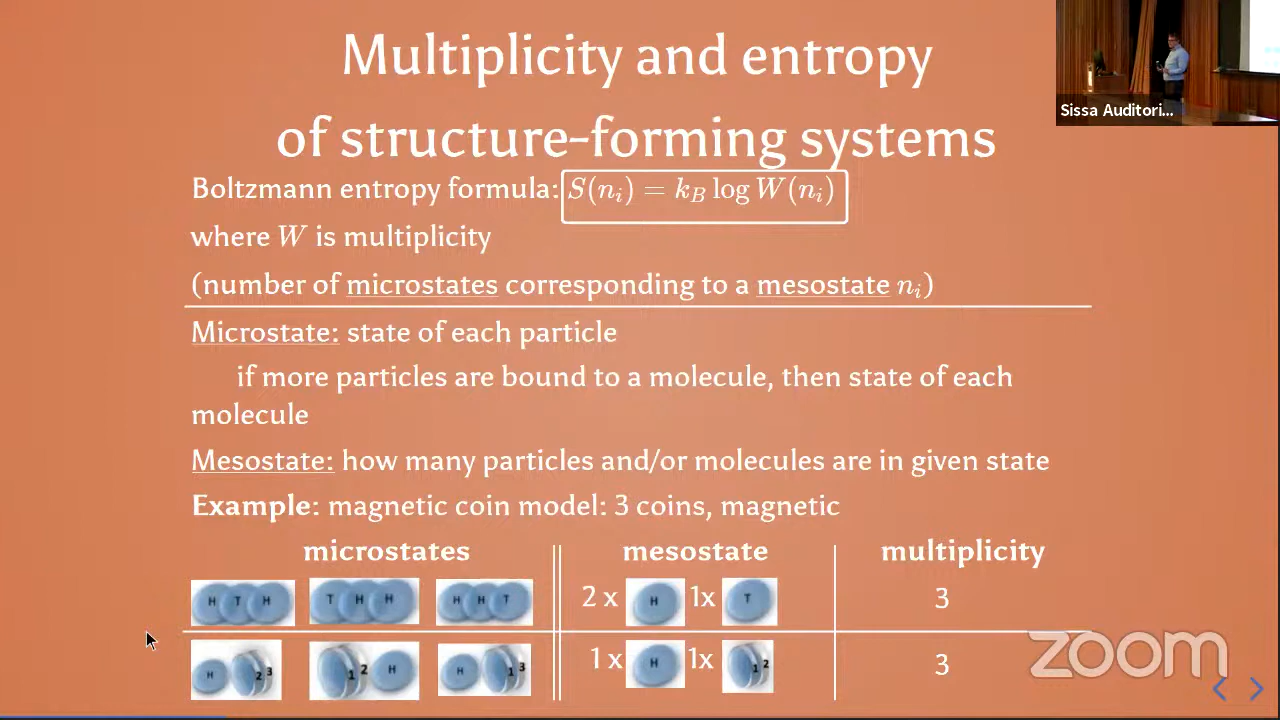 Multiplicity and entropy
of structure-forming systems
Sissa Auditori...
Boltzmann entropy formula: S(nᵢ) = k_B log W(nᵢ)
where W is multiplicity
(number of microstates corresponding to a mesostate nᵢ)
Microstate: state of each particle
if more particles are bound to a molecule, then state of each
molecule
Mesostate: how many particles and/or molecules are in given state
Example: magnetic coin model: 3 coins, magnetic
microstates mesostate multiplicity
H T H T H H H H T 2 x H 1x T 3
H 2 3 1 2 H H 1 3 1 x H 1x 1 2 3
zoom